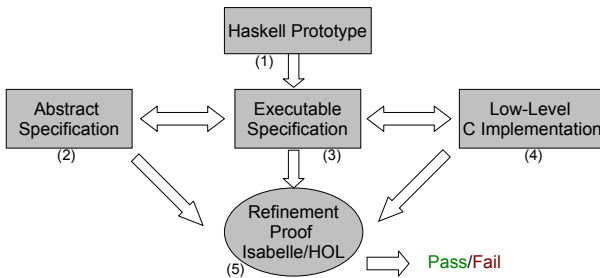 Haskell Prototype
(1)
Abstract
Specification
(2)
Executable
Specification
(3)
Low-Level
C Implementation
(4)
Refinement
Proof
Isabelle/HOL
(5)
Pass/Fail